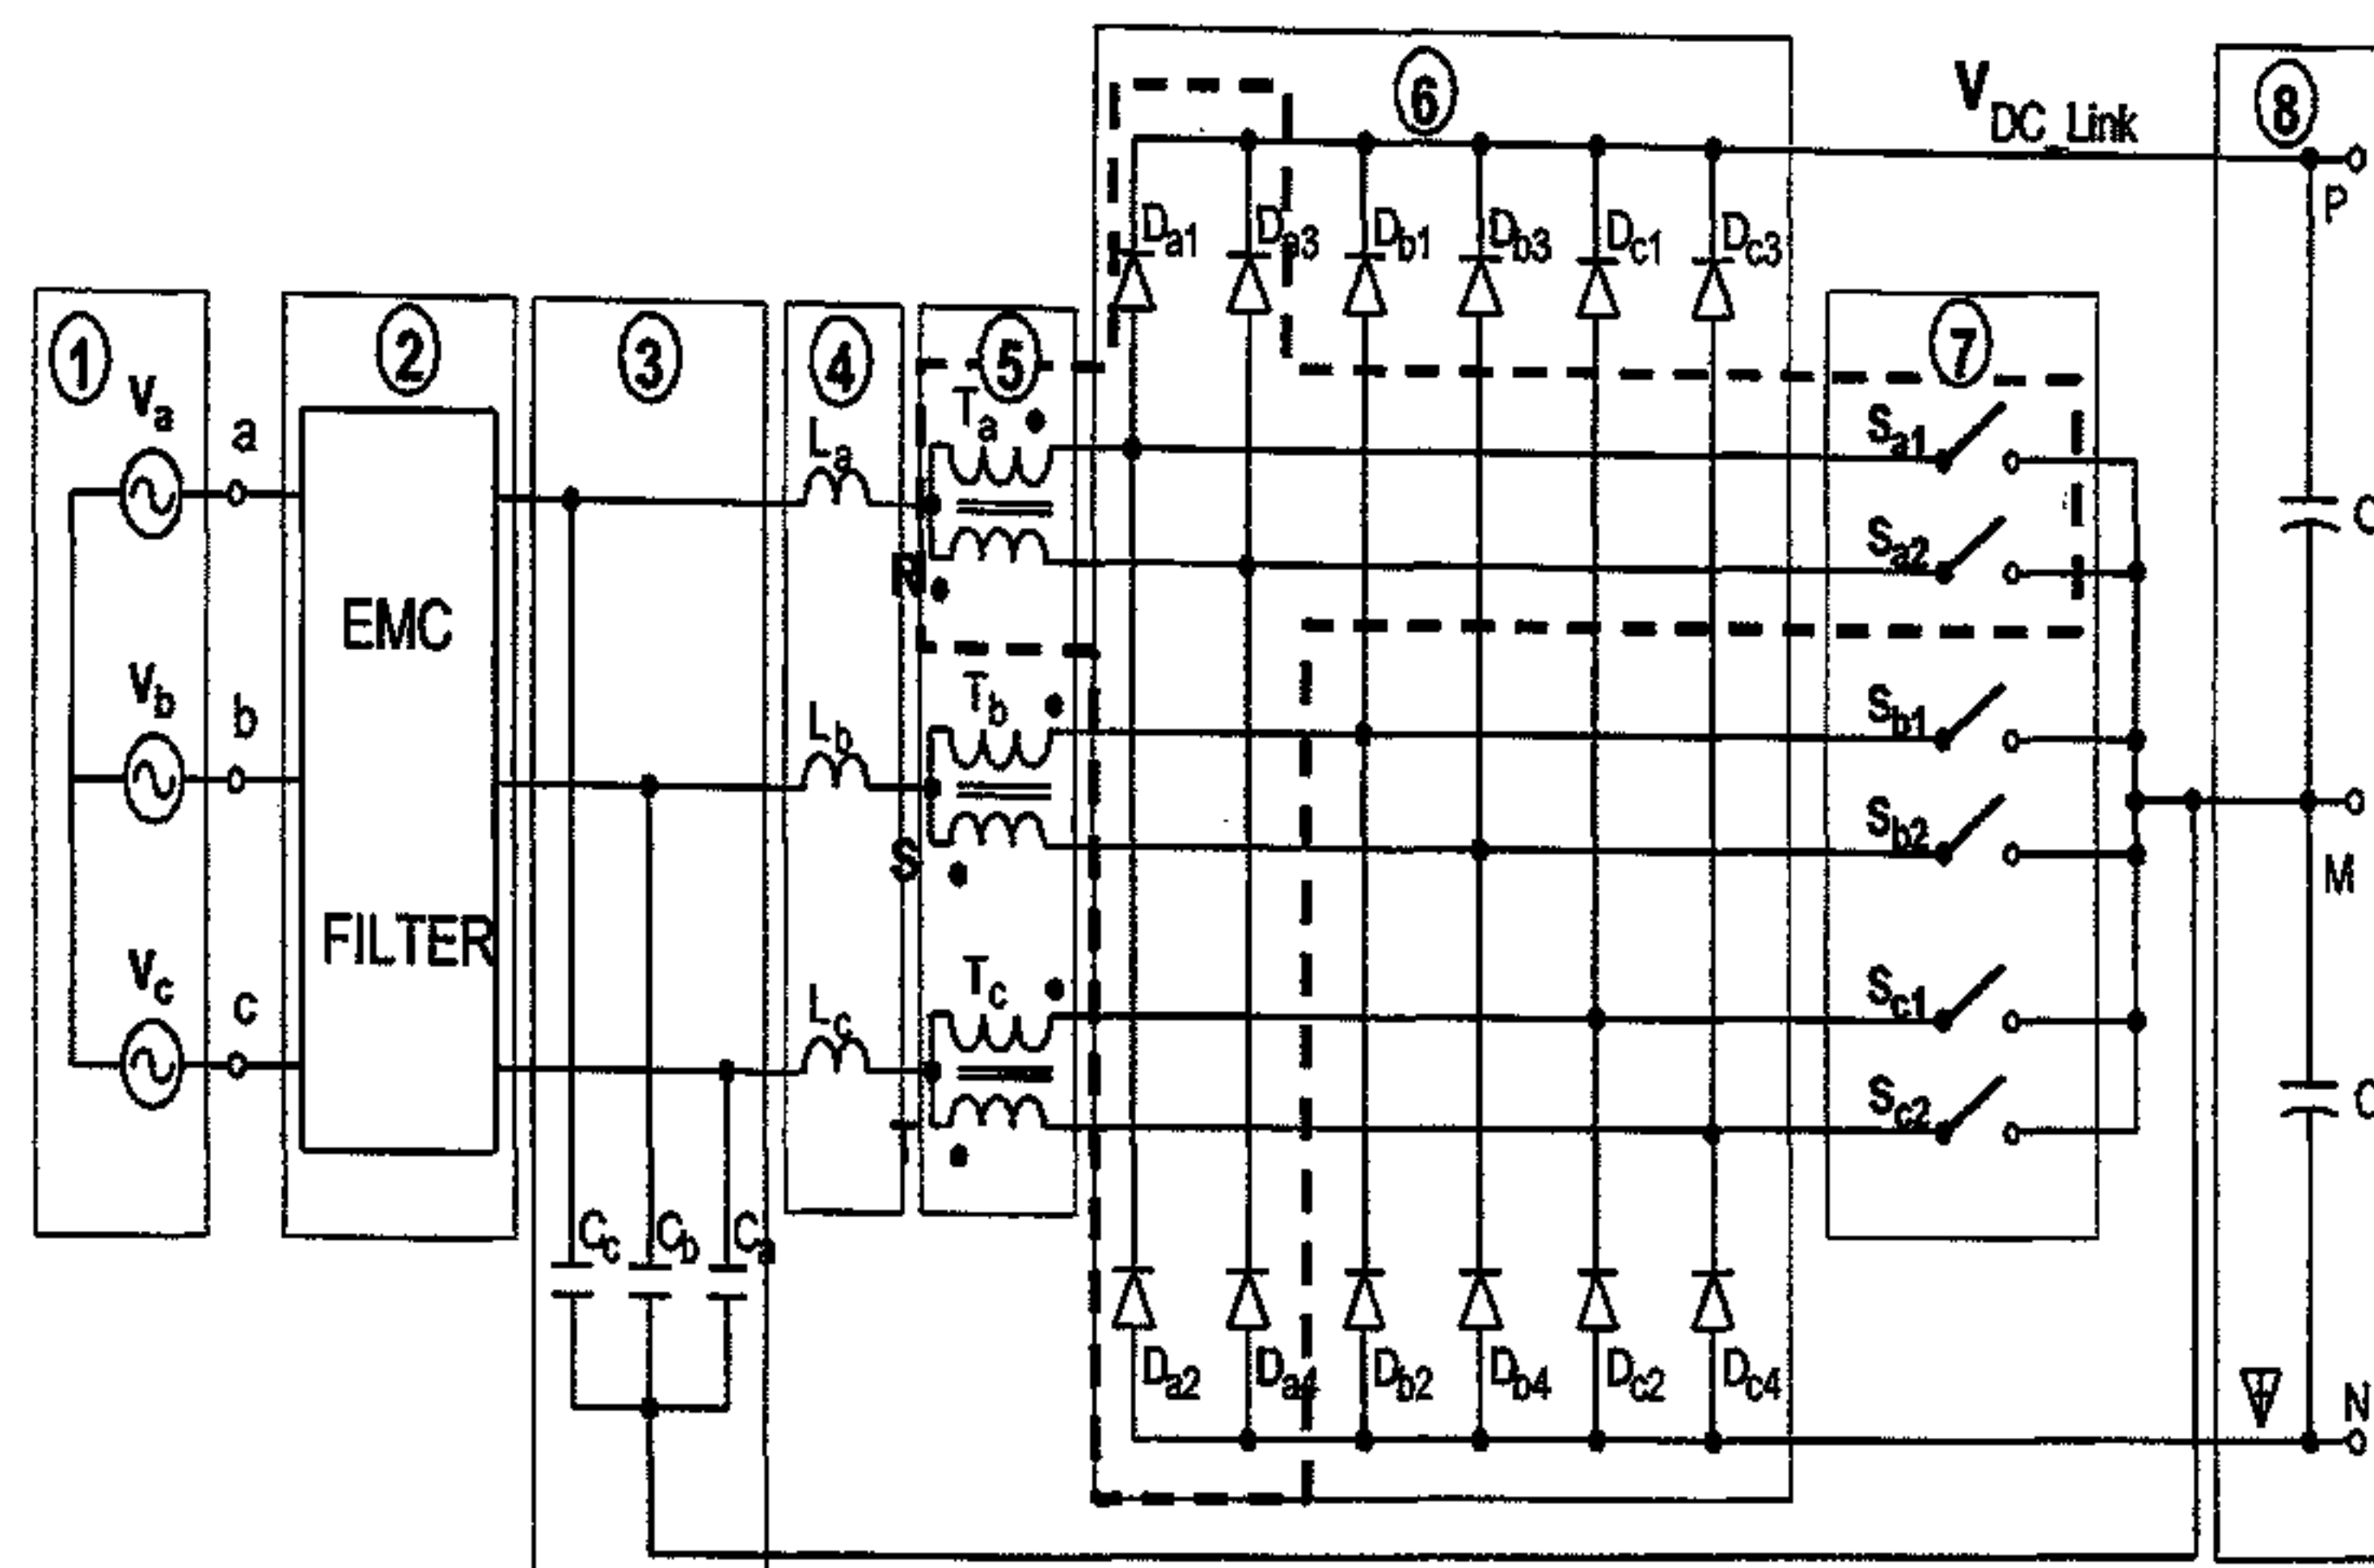 1
Va
a
Vb
b
Vc
c
2
EMC
FILTER
3
Cc
Cb
Ca
4
La
Lb
Lc
5
Ta
R
Tb
S
Tc
6
Da1
Da3
Db1
Db3
Dc1
Dc3
Da2
Da4
Db2
Db4
Dc2
Dc4
7
Sa1
Sa2
Sb1
Sb2
Sc1
Sc2
VDC_Link
8
P
M
N